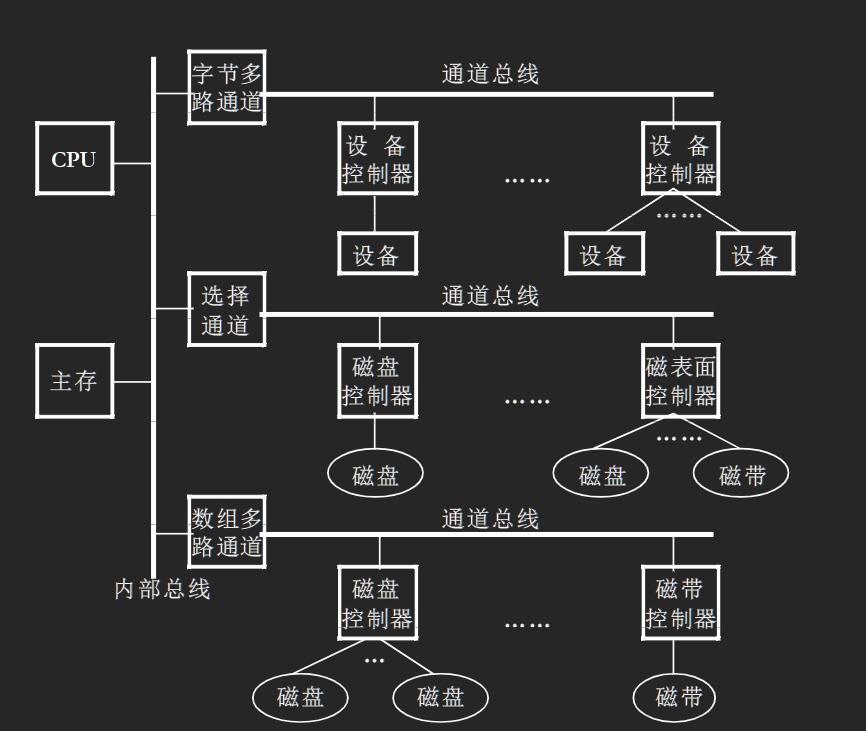 字节多
路通道
通道总线
CPU
设 备
控制器
……
设 备
控制器
……
设备
设备
设备
选择
通道
通道总线
主存
磁盘
控制器
……
磁表面
控制器
……
磁盘
磁盘
磁带
数组多
路通道
通道总线
内部总线
磁盘
控制器
……
磁带
控制器
…
磁盘
磁盘
磁带